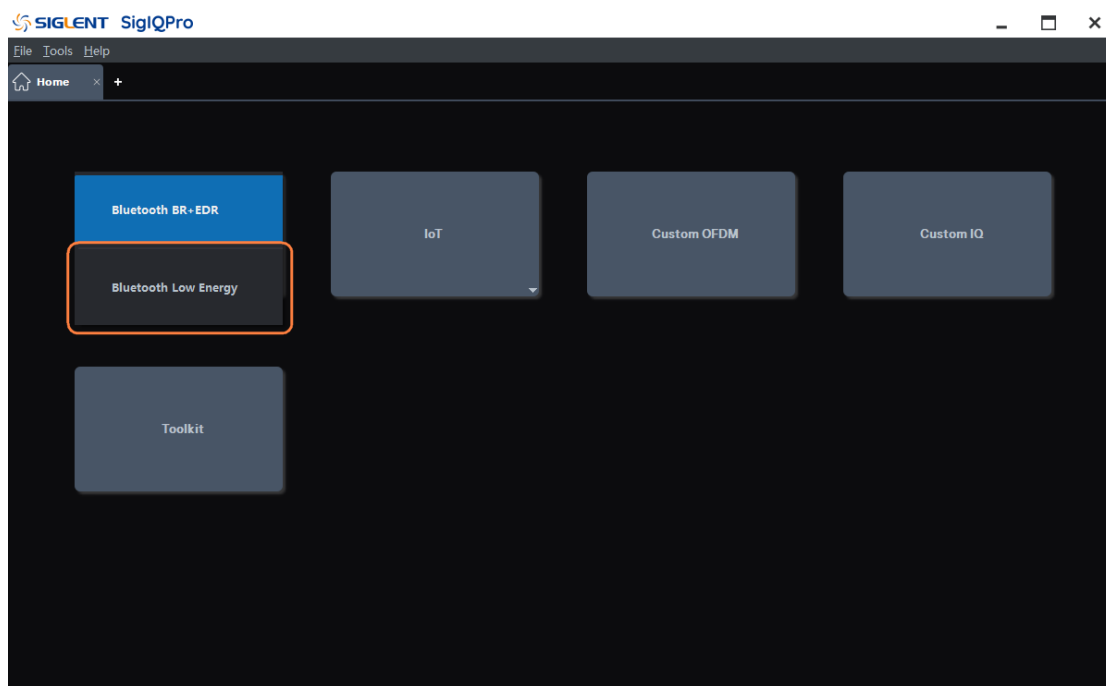 SIGLENT SigIQPro
File Tools Help
Home × +
Bluetooth BR+EDR
Bluetooth Low Energy
IoT
Custom OFDM
Custom IQ
Toolkit